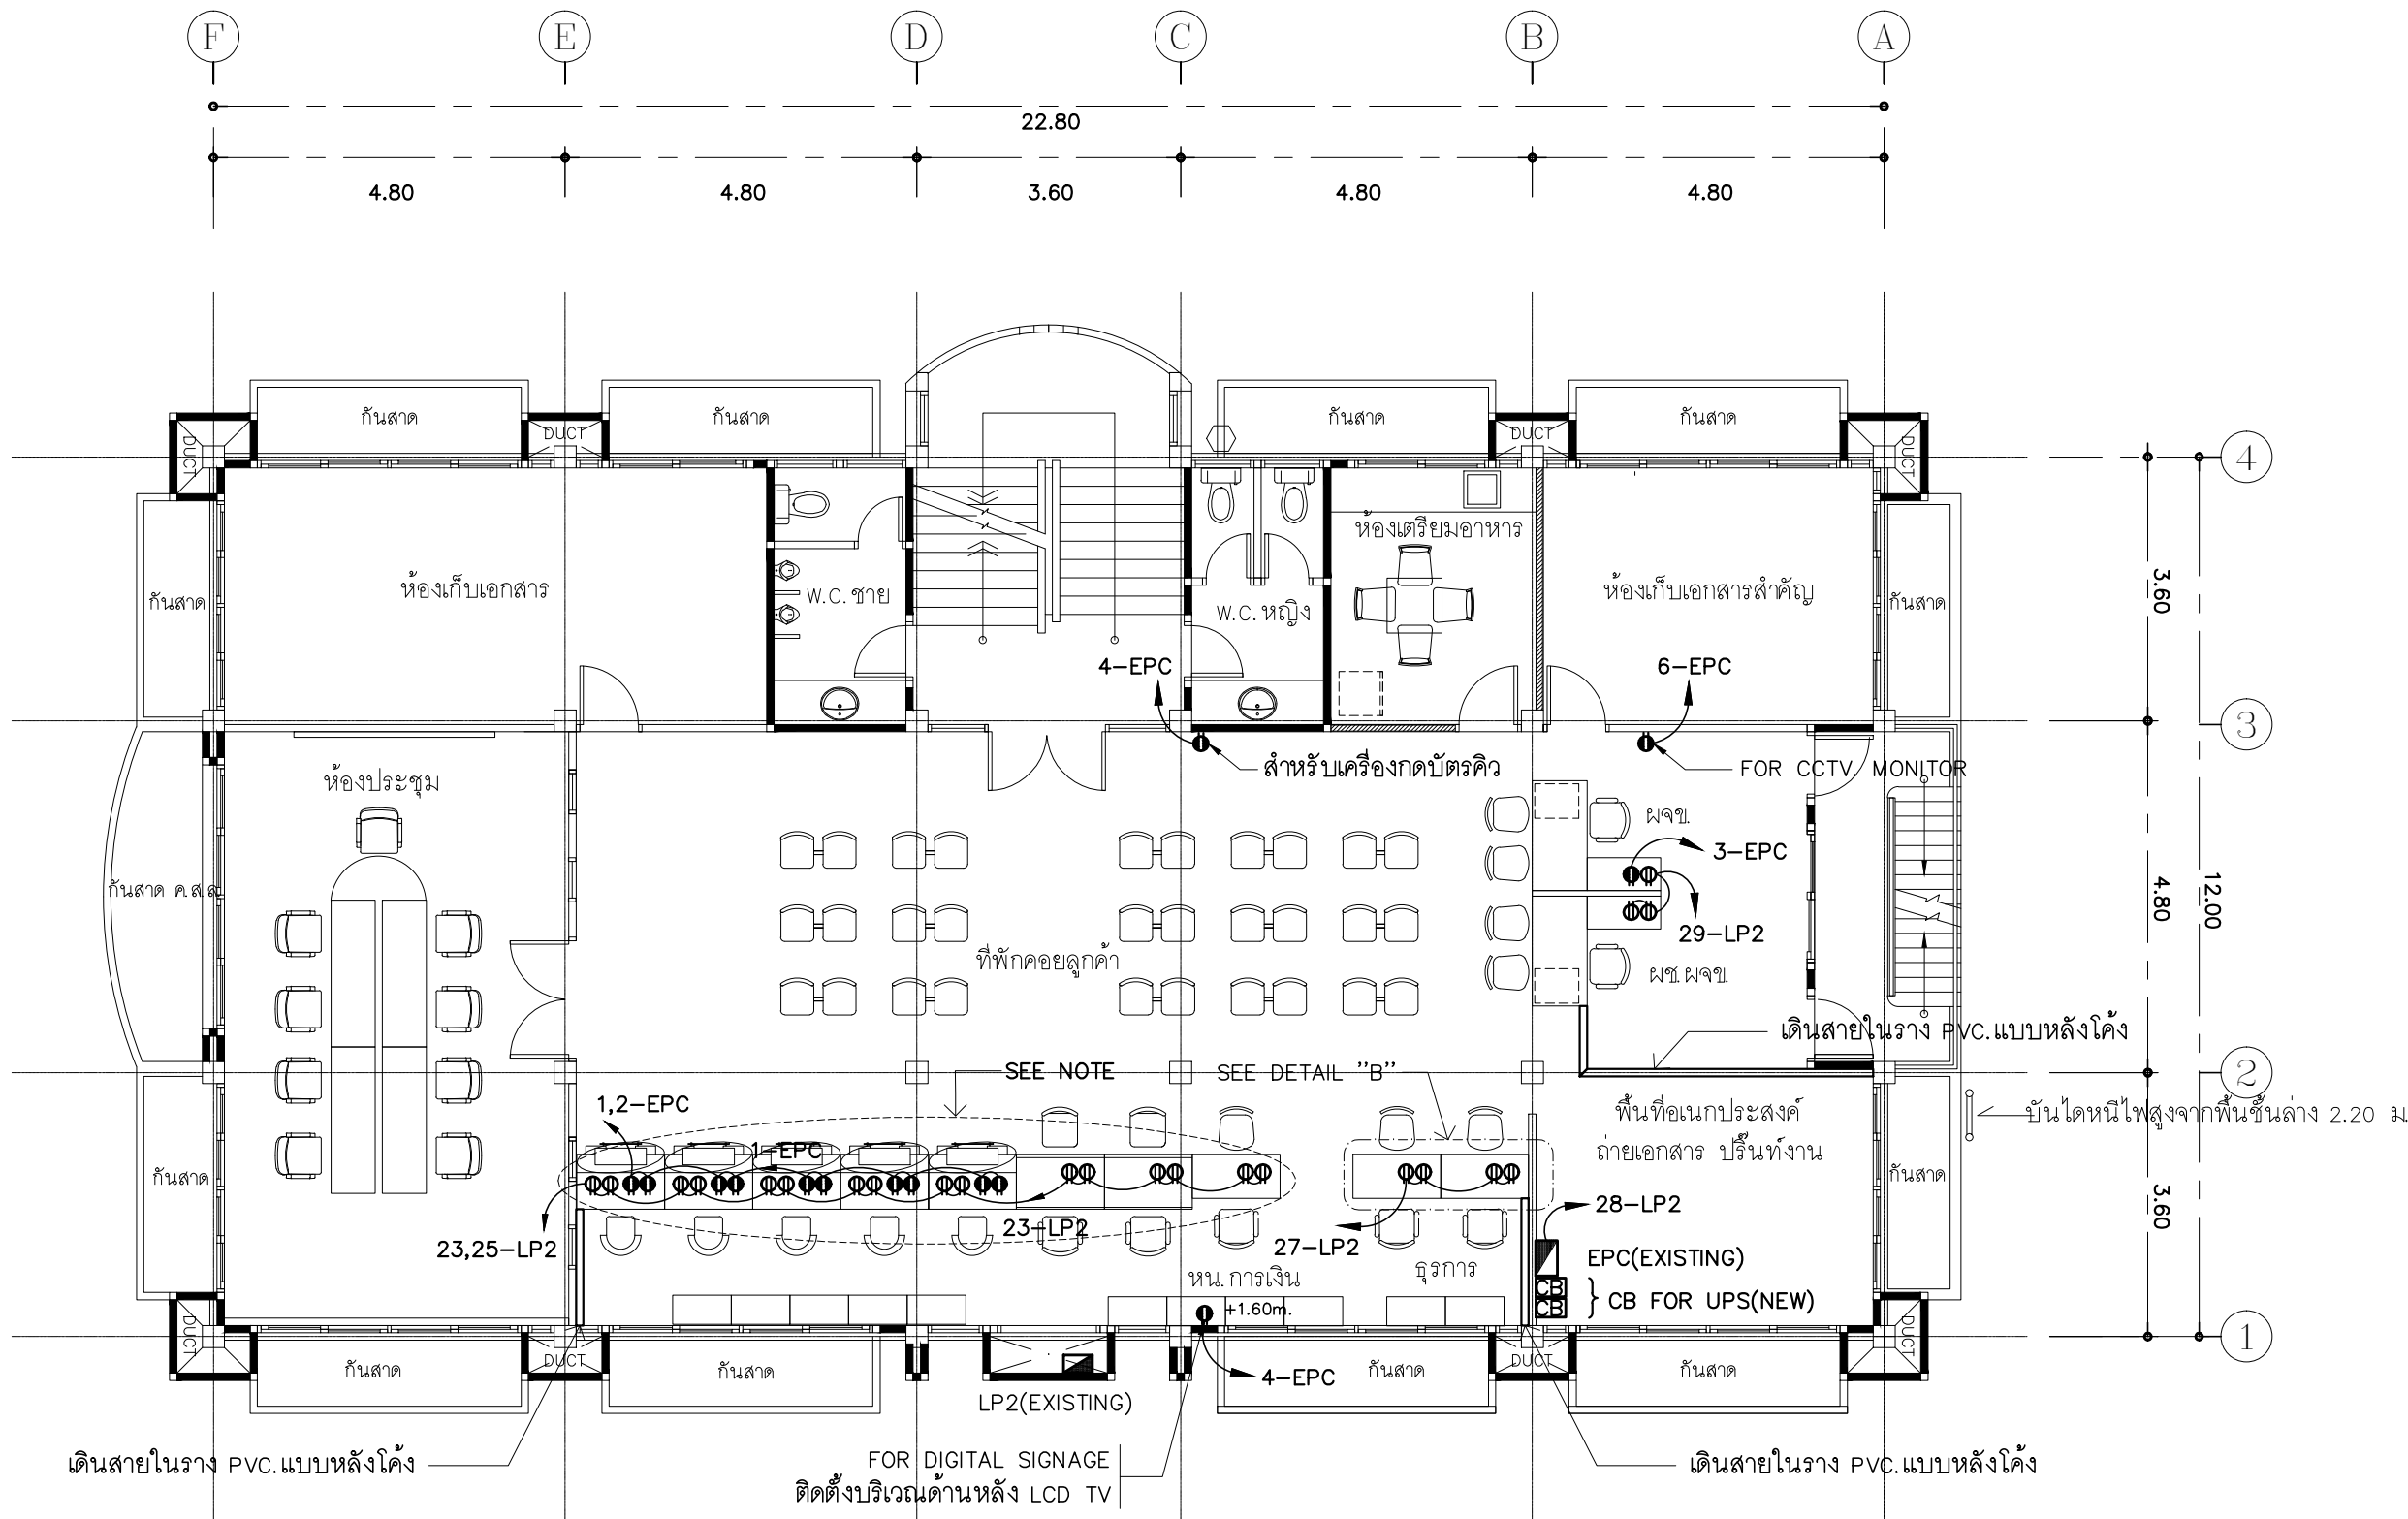 F E D C B A
22.80
4.80 4.80 3.60 4.80 4.80
กันสาด กันสาด กันสาด กันสาด
DUCT DUCT DUCT DUCT
4
ห้องเตรียมอาหาร
ห้องเก็บเอกสาร
W.C. ชาย
W.C. หญิง
ห้องเก็บเอกสารสำคัญ
กันสาด
กันสาด
3.60
4-EPC
6-EPC
3
สำหรับเครื่องกดบัตรคิว
FOR CCTV. MONITOR
ห้องประชุม
ผจข.
3-EPC
กันสาด ค.ส.ล.
4.80
12.00
29-LP2
ที่พักคอยลูกค้า
ผช.ผจข.
เดินสายในราง PVC.แบบหลังโค้ง
SEE NOTE
SEE DETAIL "B"
2
1,2-EPC
พื้นที่อเนกประสงค์
ถ่ายเอกสาร ปริ๊นท์งาน
บันไดหนีไฟสูงจากพื้นชั้นล่าง 2.20 ม.
1-EPC
กันสาด
กันสาด
3.60
28-LP2
23,25-LP2
23-LP2
27-LP2
EPC(EXISTING)
หน.การเงิน
ธุรการ
CB
CB
CB FOR UPS(NEW)
+1.60m.
1
DUCT DUCT DUCT DUCT
กันสาด กันสาด กันสาด กันสาด
4-EPC
LP2(EXISTING)
FOR DIGITAL SIGNAGE
ติดตั้งบริเวณด้านหลัง LCD TV
เดินสายในราง PVC.แบบหลังโค้ง
เดินสายในราง PVC.แบบหลังโค้ง